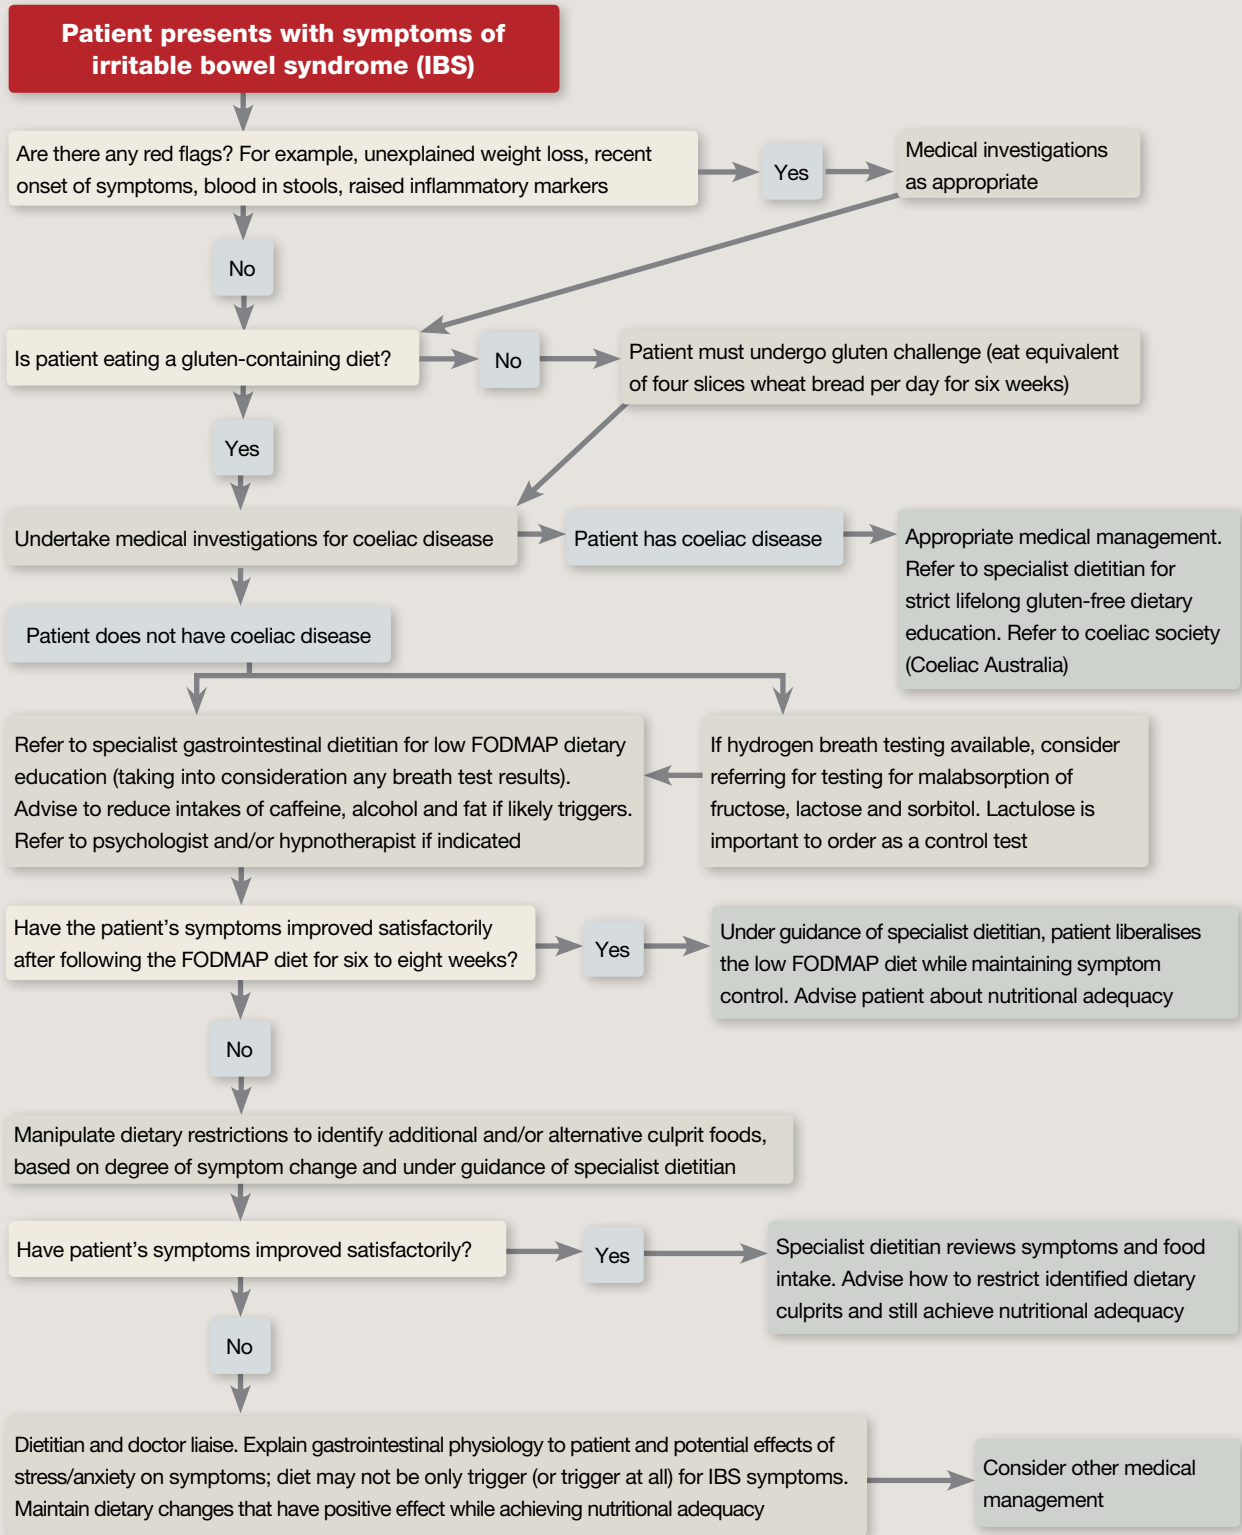 Patient presents with symptoms of
irritable bowel syndrome (IBS)
Are there any red flags? For example, unexplained weight loss, recent
onset of symptoms, blood in stools, raised inflammatory markers
Yes
Medical investigations
as appropriate
No
Is patient eating a gluten-containing diet?
No
Patient must undergo gluten challenge (eat equivalent
of four slices wheat bread per day for six weeks)
Yes
Undertake medical investigations for coeliac disease
Patient has coeliac disease
Appropriate medical management.
Refer to specialist dietitian for
strict lifelong gluten-free dietary
education. Refer to coeliac society
(Coeliac Australia)
Patient does not have coeliac disease
Refer to specialist gastrointestinal dietitian for low FODMAP dietary
education (taking into consideration any breath test results).
Advise to reduce intakes of caffeine, alcohol and fat if likely triggers.
Refer to psychologist and/or hypnotherapist if indicated
If hydrogen breath testing available, consider
referring for testing for malabsorption of
fructose, lactose and sorbitol. Lactulose is
important to order as a control test
Have the patient's symptoms improved satisfactorily
after following the FODMAP diet for six to eight weeks?
Yes
Under guidance of specialist dietitian, patient liberalises
the low FODMAP diet while maintaining symptom
control. Advise patient about nutritional adequacy
No
Manipulate dietary restrictions to identify additional and/or alternative culprit foods,
based on degree of symptom change and under guidance of specialist dietitian
Have patient's symptoms improved satisfactorily?
Yes
Specialist dietitian reviews symptoms and food
intake. Advise how to restrict identified dietary
culprits and still achieve nutritional adequacy
No
Dietitian and doctor liaise. Explain gastrointestinal physiology to patient and potential effects of
stress/anxiety on symptoms; diet may not be only trigger (or trigger at all) for IBS symptoms.
Maintain dietary changes that have positive effect while achieving nutritional adequacy
Consider other medical
management